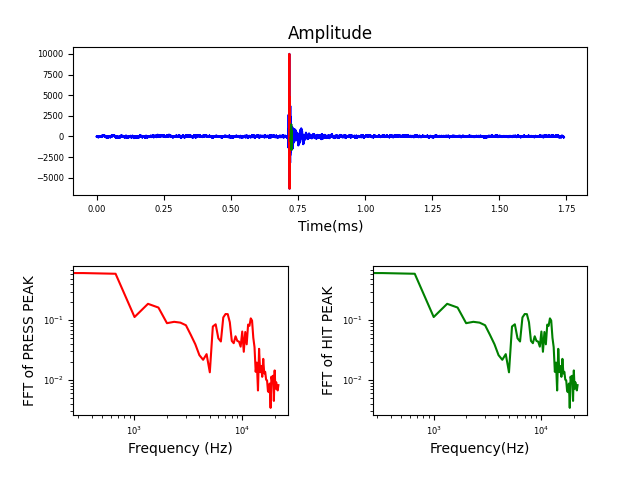 Amplitude
10000
7500
5000
2500
0
−2500
−5000
0.00 0.25 0.50 0.75 1.00 1.25 1.50 1.75
Time(ms)
FFT of PRESS PEAK
10⁻¹
10⁻²
10³ 10⁴
Frequency (Hz)
FFT of HIT PEAK
10⁻¹
10⁻²
10³ 10⁴
Frequency(Hz)